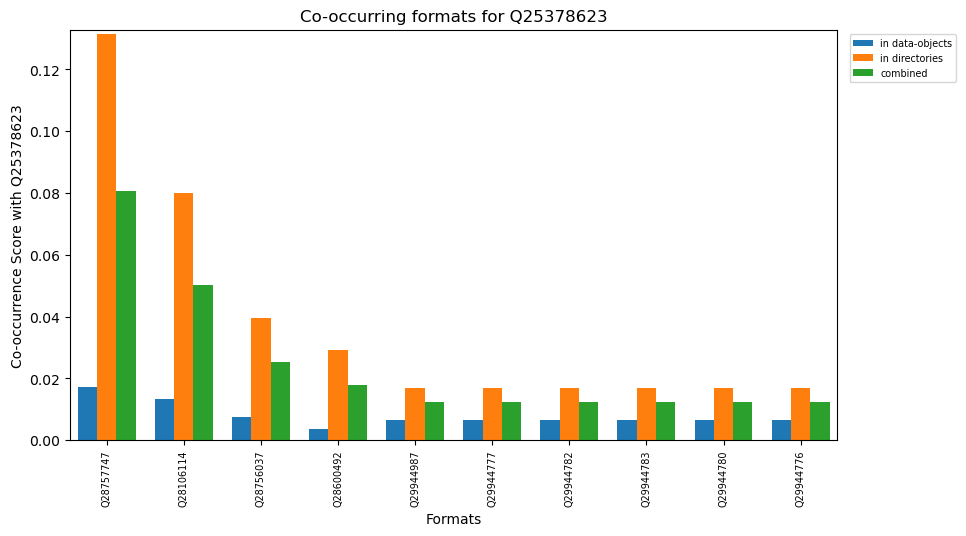 Co-occurring formats for Q25378623
Co-occurrence Score with Q25378623
0.12
0.10
0.08
0.06
0.04
0.02
0.00
in data-objects
in directories
combined
Q28757747
Q28106114
Q28756037
Q28600492
Q29944987
Q29944777
Q29944782
Q29944783
Q29944780
Q29944776
Formats